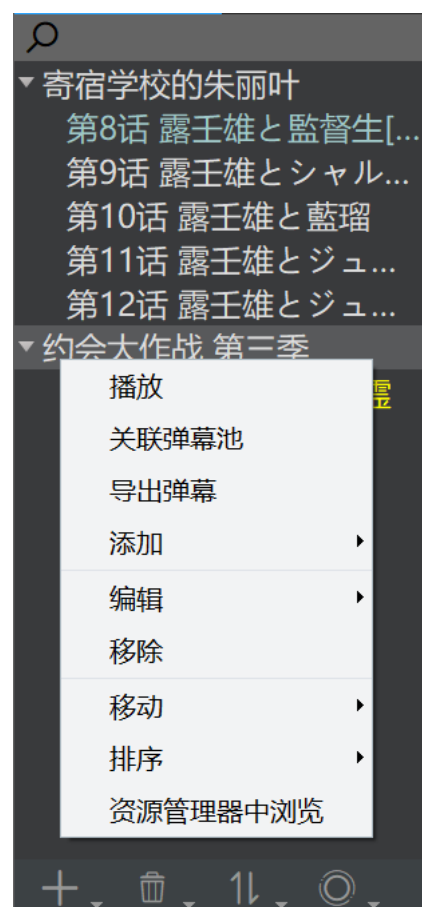 寄宿学校的朱丽叶
第8话 露壬雄と監督生[...
第9话 露壬雄とシャル...
第10话 露壬雄と藍瑠
第11话 露壬雄とジュ...
第12话 露壬雄とジュ...
约会大作战 第三季
播放
关联弹幕池
导出弹幕
添加
编辑
移除
移动
排序
资源管理器中浏览